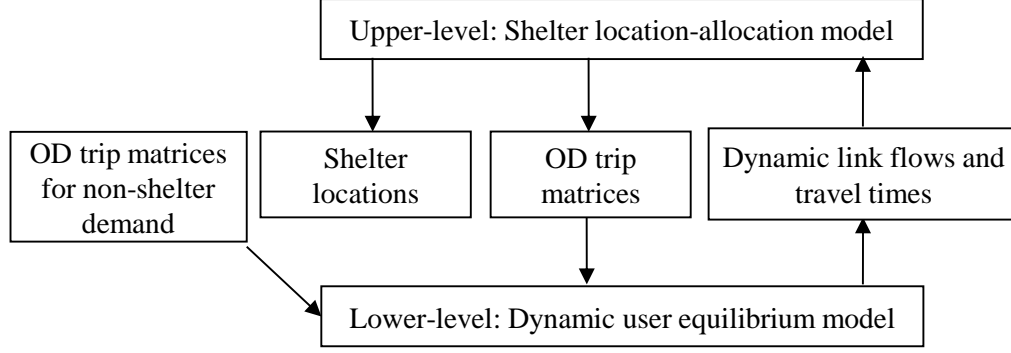 Upper-level: Shelter location-allocation model
OD trip matrices
for non-shelter
demand
Shelter
locations
OD trip
matrices
Dynamic link flows and
travel times
Lower-level: Dynamic user equilibrium model